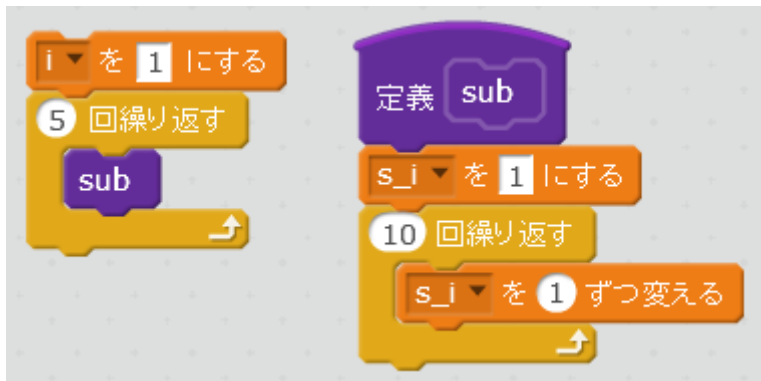 i を 1 にする
5 回繰り返す
sub
定義 sub
s_i を 1 にする
10 回繰り返す
s_i を 1 ずつ変える